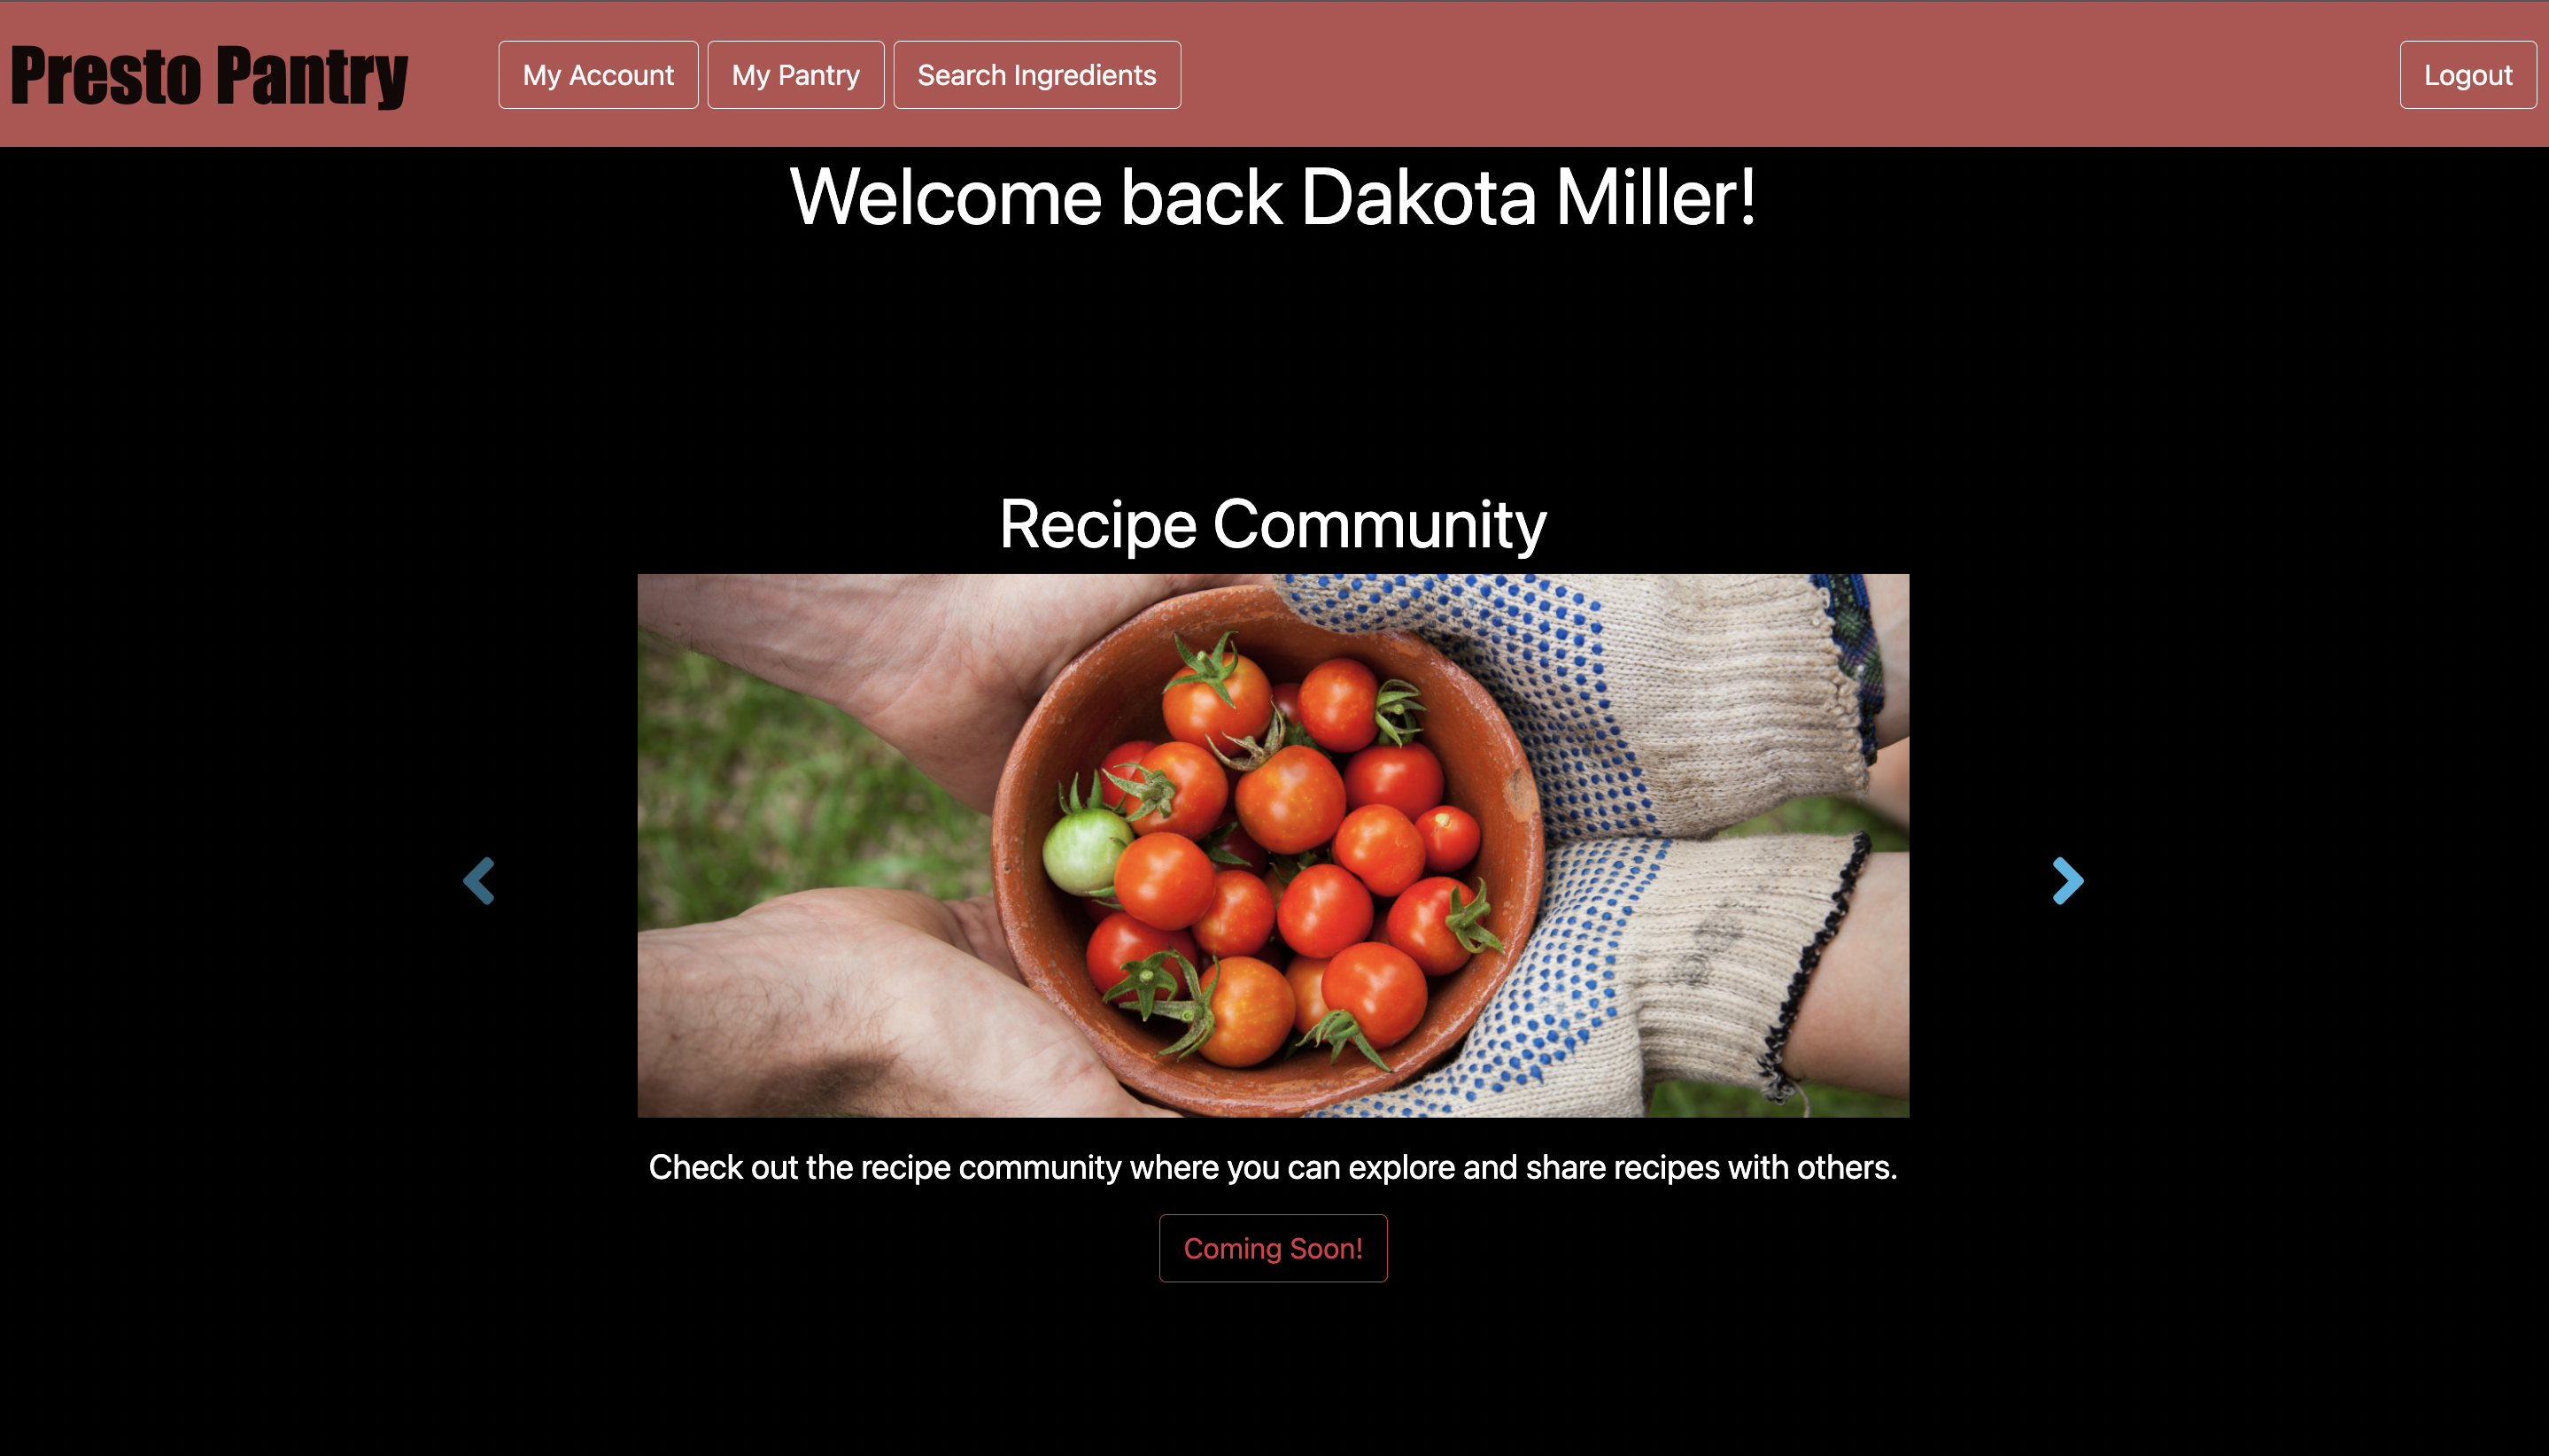 Presto Pantry
My Account
My Pantry
Search Ingredients
Logout
Welcome back Dakota Miller!
Recipe Community
Check out the recipe community where you can explore and share recipes with others.
Coming Soon!